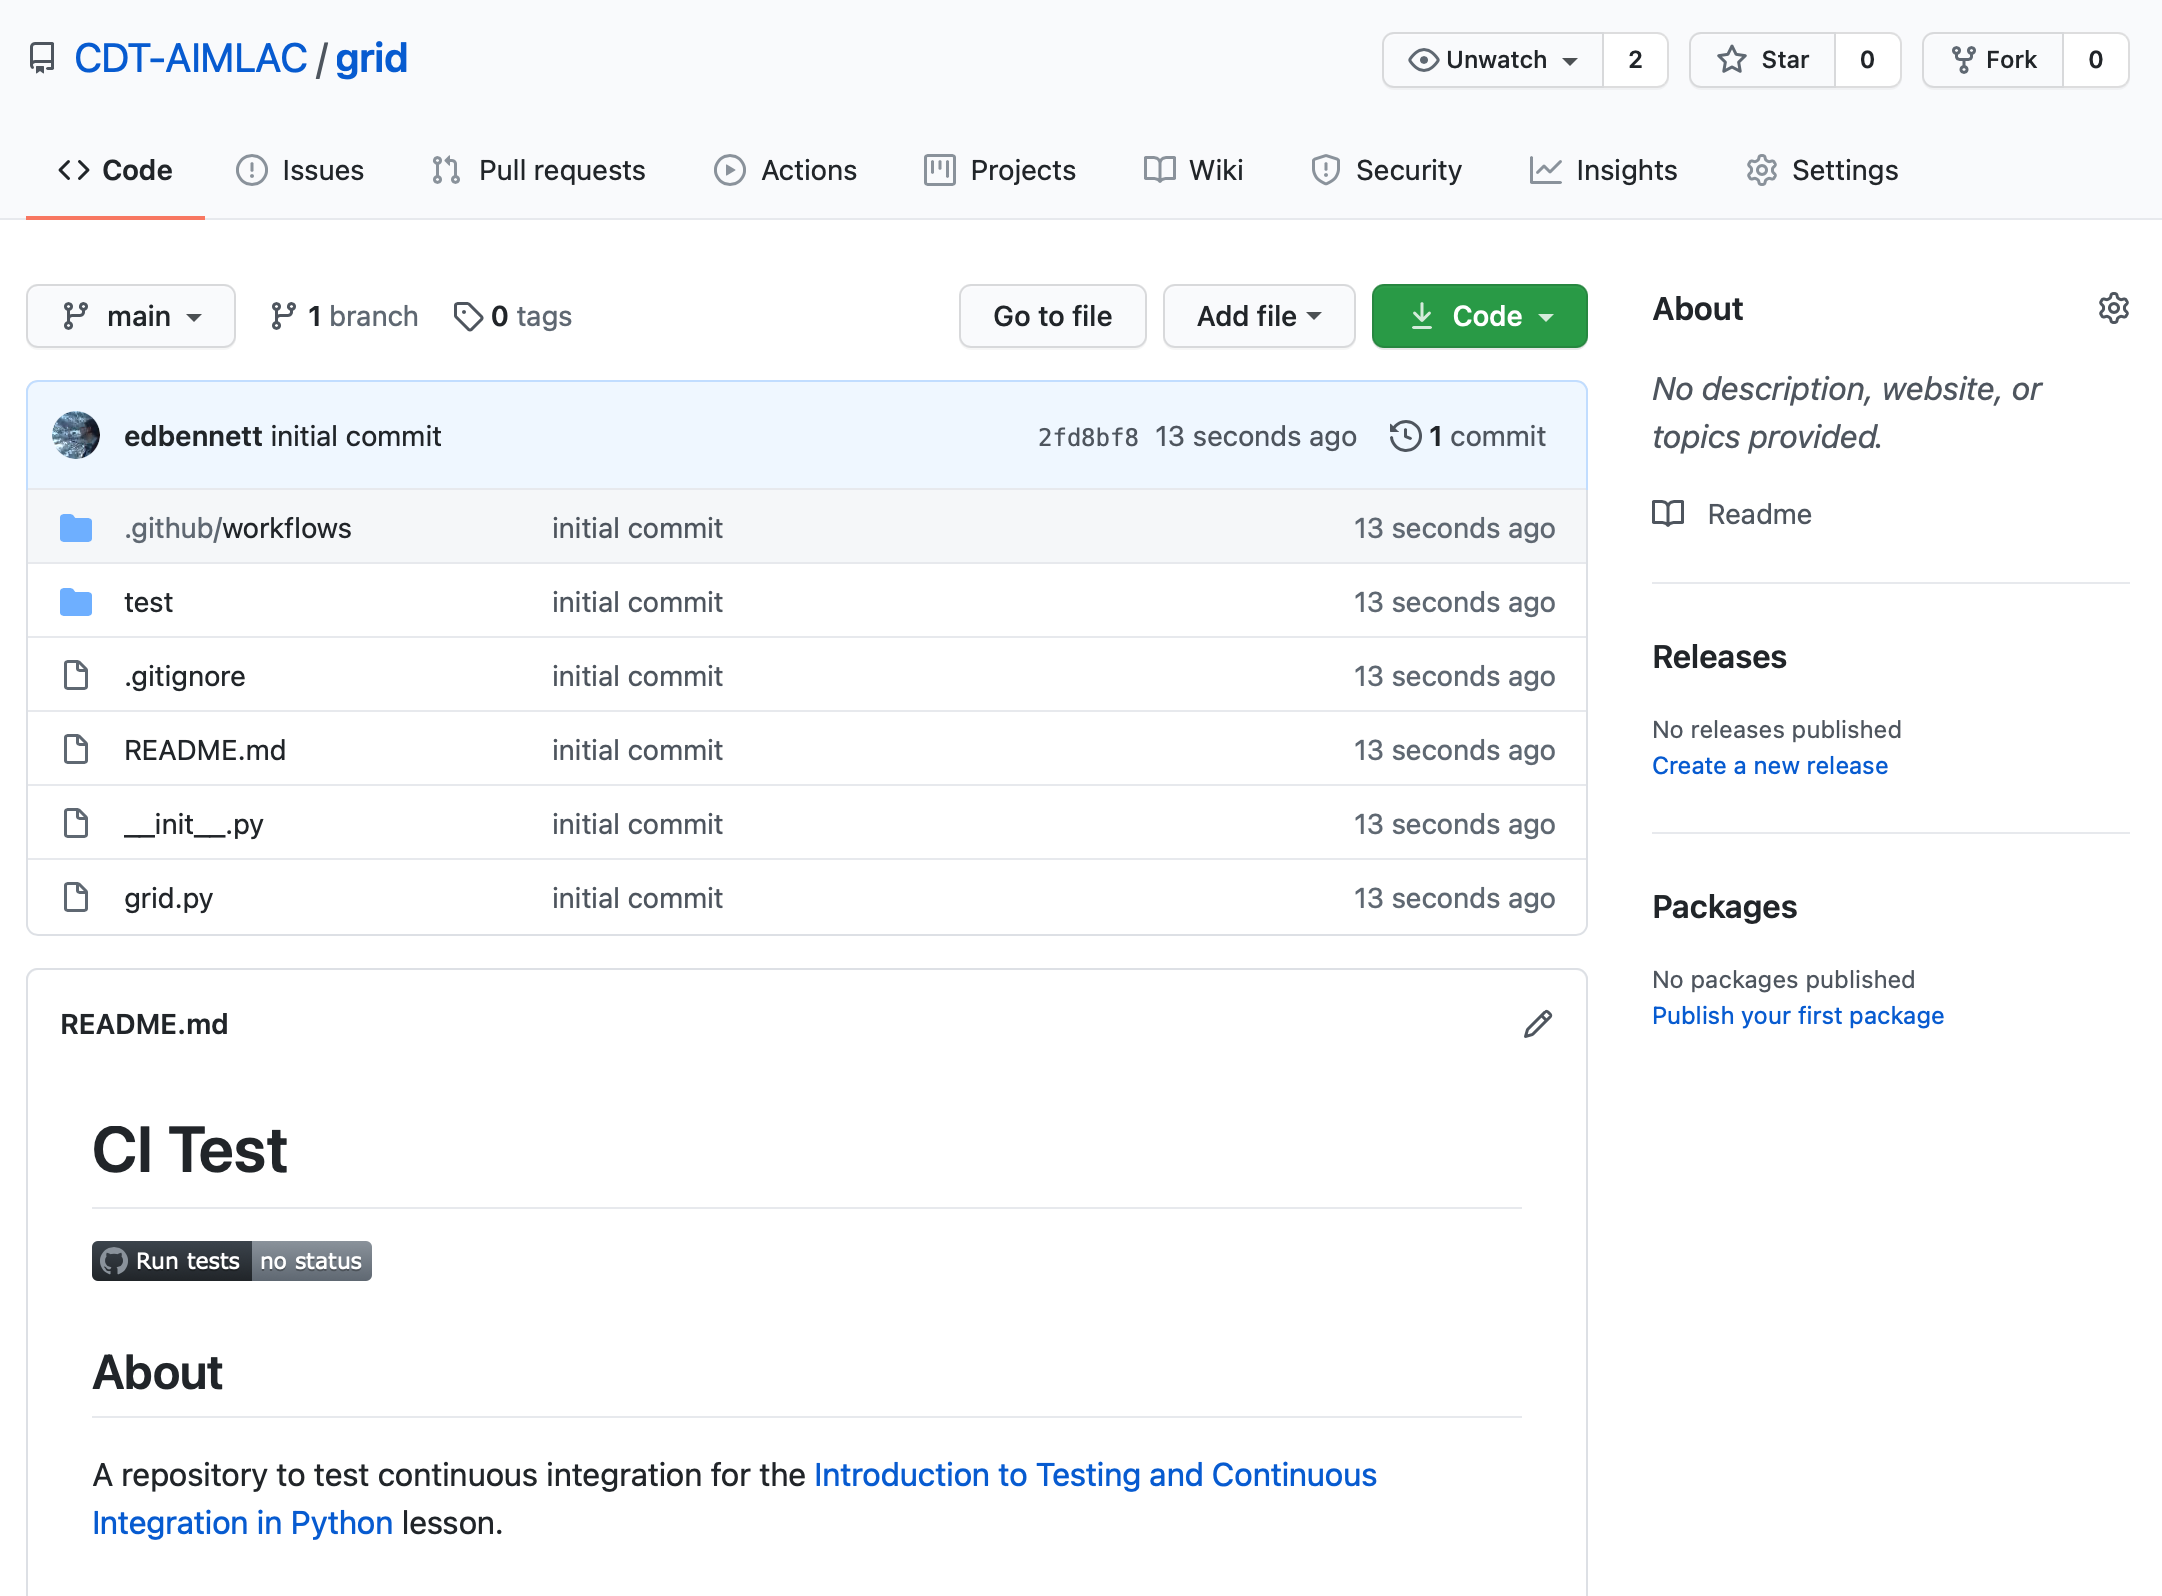 CDT-AIMLAC / grid
Unwatch 2 Star 0 Fork 0
Code Issues Pull requests Actions Projects Wiki Security Insights Settings
main 1 branch 0 tags Go to file Add file Code
edbennett initial commit 2fd8bf8 13 seconds ago 1 commit
.github/workflows initial commit 13 seconds ago
test initial commit 13 seconds ago
.gitignore initial commit 13 seconds ago
README.md initial commit 13 seconds ago
__init__.py initial commit 13 seconds ago
grid.py initial commit 13 seconds ago
README.md
CI Test
Run tests no status
About
A repository to test continuous integration for the Introduction to Testing and Continuous
Integration in Python lesson.
About
No description, website, or
topics provided.
Readme
Releases
No releases published
Create a new release
Packages
No packages published
Publish your first package